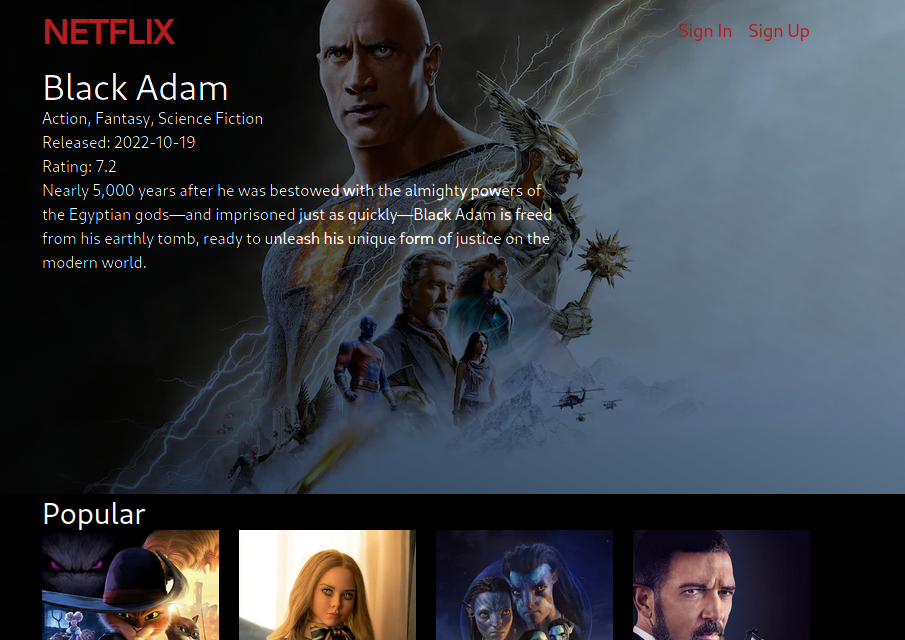 NETFLIX
Sign In Sign Up
Black Adam
Action, Fantasy, Science Fiction
Released: 2022-10-19
Rating: 7.2
Nearly 5,000 years after he was bestowed with the almighty powers of
the Egyptian gods—and imprisoned just as quickly—Black Adam is freed
from his earthly tomb, ready to unleash his unique form of justice on the
modern world.
Popular